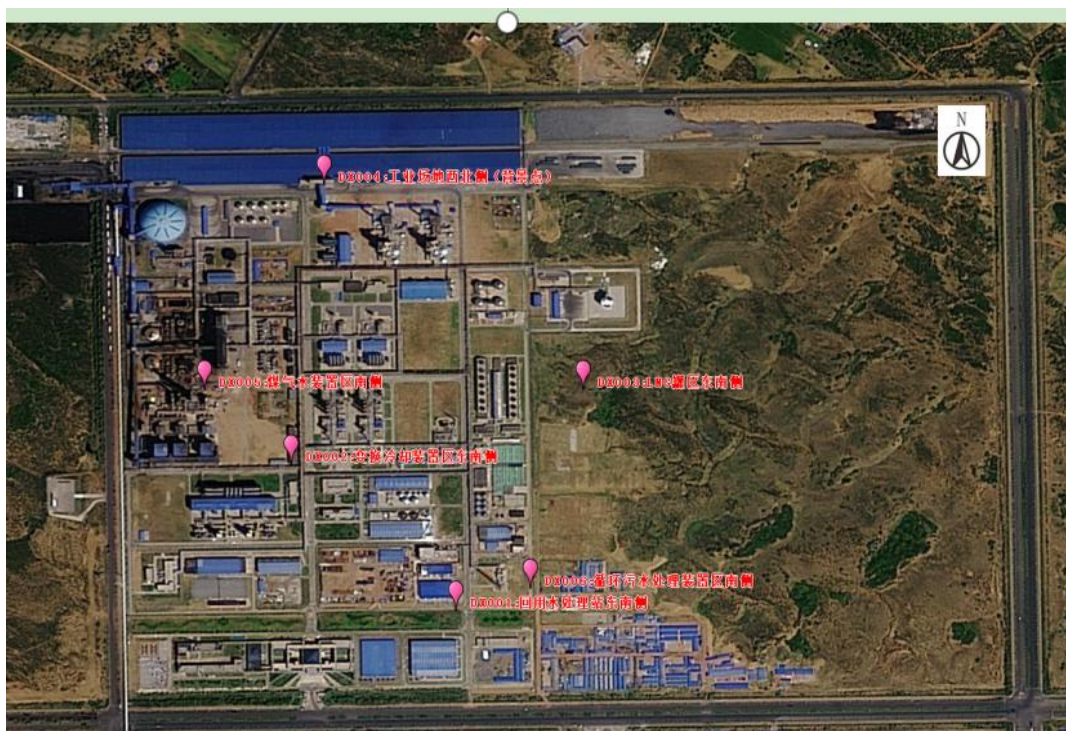 N
DX004:工业场地西北侧（背景点）
DX005:煤气水装置区南侧
DX003:LNG罐区东南侧
DX002:变换冷却装置区东南侧
DX006:循环污水处理装置区南侧
DX001:回用水处理站东南侧